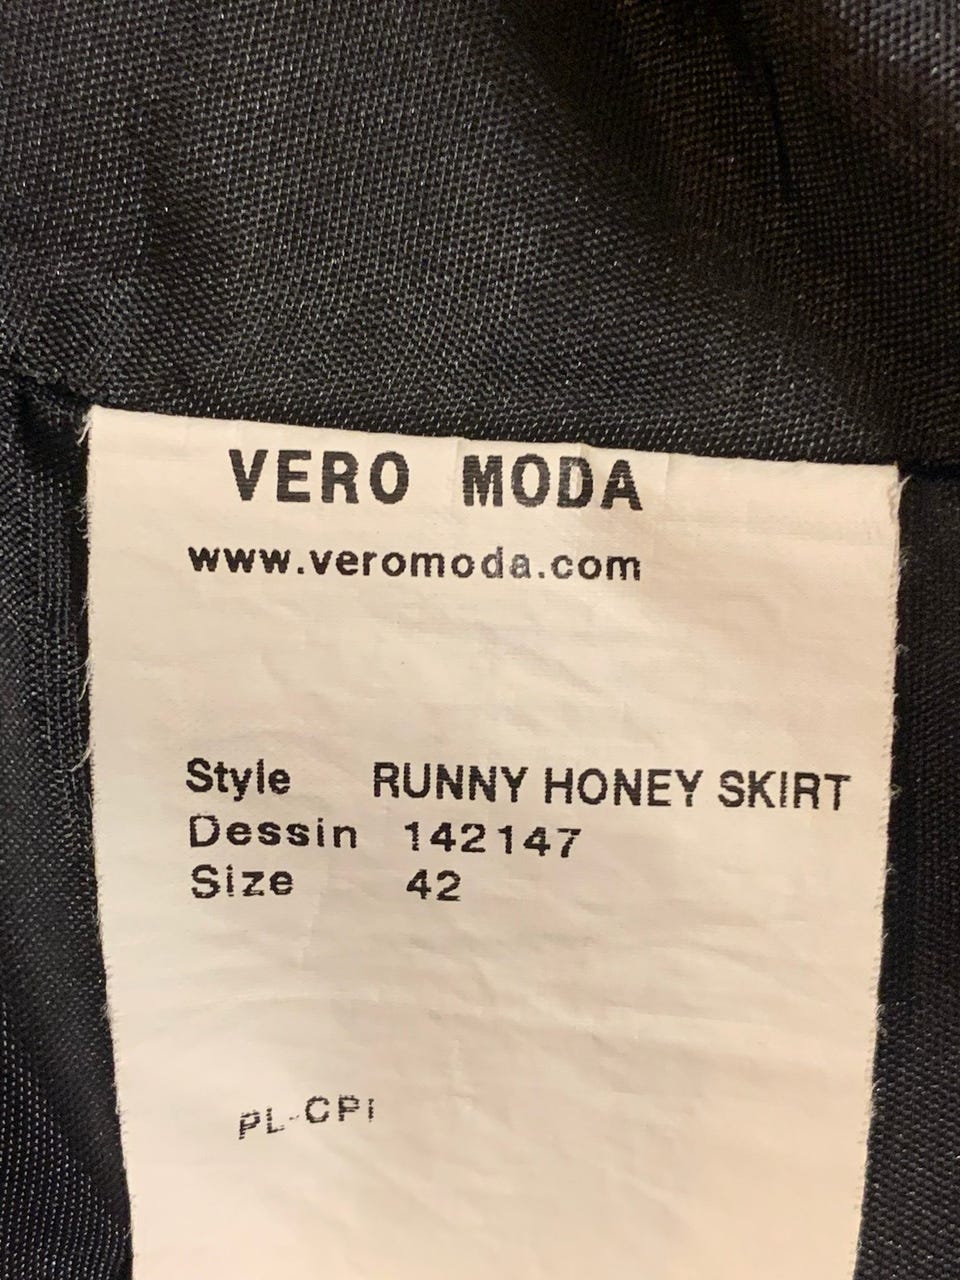 VERO MODA
www.veromoda.com
Style RUNNY HONEY SKIRT
Dessin 142147
Size 42
PL-CPI